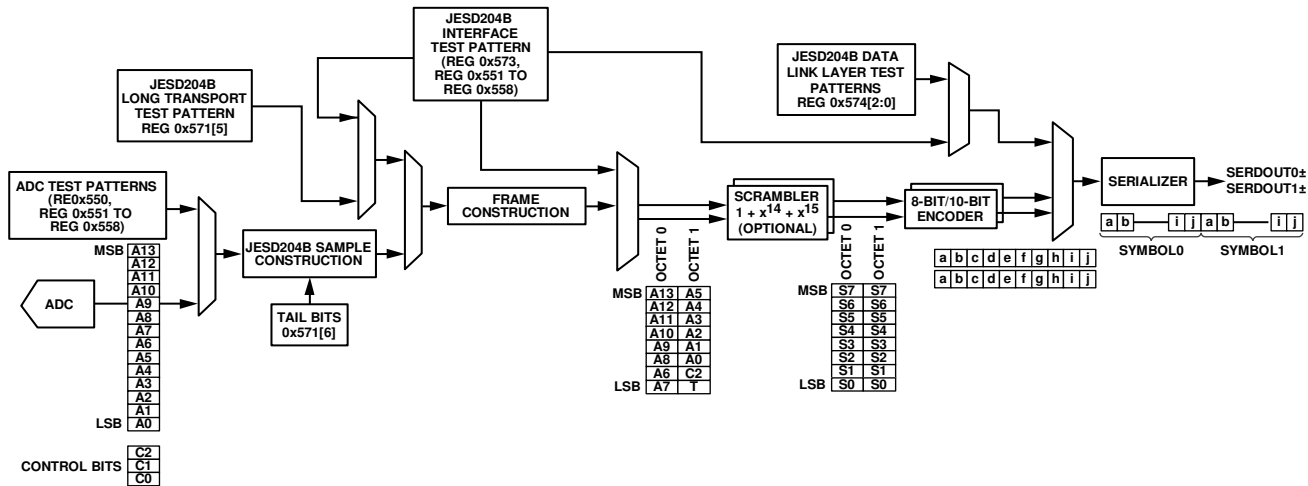 JESD204B
INTERFACE
TEST PATTERN
(REG 0x573,
REG 0x551 TO
REG 0x558)
JESD204B
LONG TRANSPORT
TEST PATTERN
REG 0x571[5]
JESD204B DATA
LINK LAYER TEST
PATTERNS
REG 0x574[2:0]
ADC TEST PATTERNS
(RE0x550,
REG 0x551 TO
REG 0x558)
ADC
MSB A13
A12
A11
A10
A9
A8
A7
A6
A5
A4
A3
A2
A1
LSB A0
CONTROL BITS
C2
C1
C0
JESD204B SAMPLE
CONSTRUCTION
TAIL BITS
0x571[6]
FRAME
CONSTRUCTION
OCTET 0
OCTET 1
MSB A13 A5
A12 A4
A11 A3
A10 A2
A9 A1
A8 A0
A6 C2
LSB A7 T
SCRAMBLER
1 + x14 + x15
(OPTIONAL)
OCTET 0
OCTET 1
MSB S7 S7
S6 S6
S5 S5
S4 S4
S3 S3
S2 S2
S1 S1
LSB S0 S0
8-BIT/10-BIT
ENCODER
a b c d e f g h i j
a b c d e f g h i j
SERIALIZER
SERDOUT0±
SERDOUT1±
a b i j a b i j
SYMBOL0 SYMBOL1